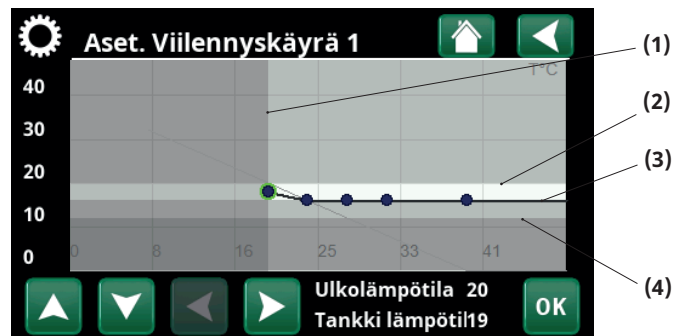 Aset. Viilennyskäyrä 1
(1)
T°C
40
(2)
30
(3)
20
10
0 8 16 25 33 41
0
(4)
Ulkolämpötila 20
OK
Tankki lämpötil19